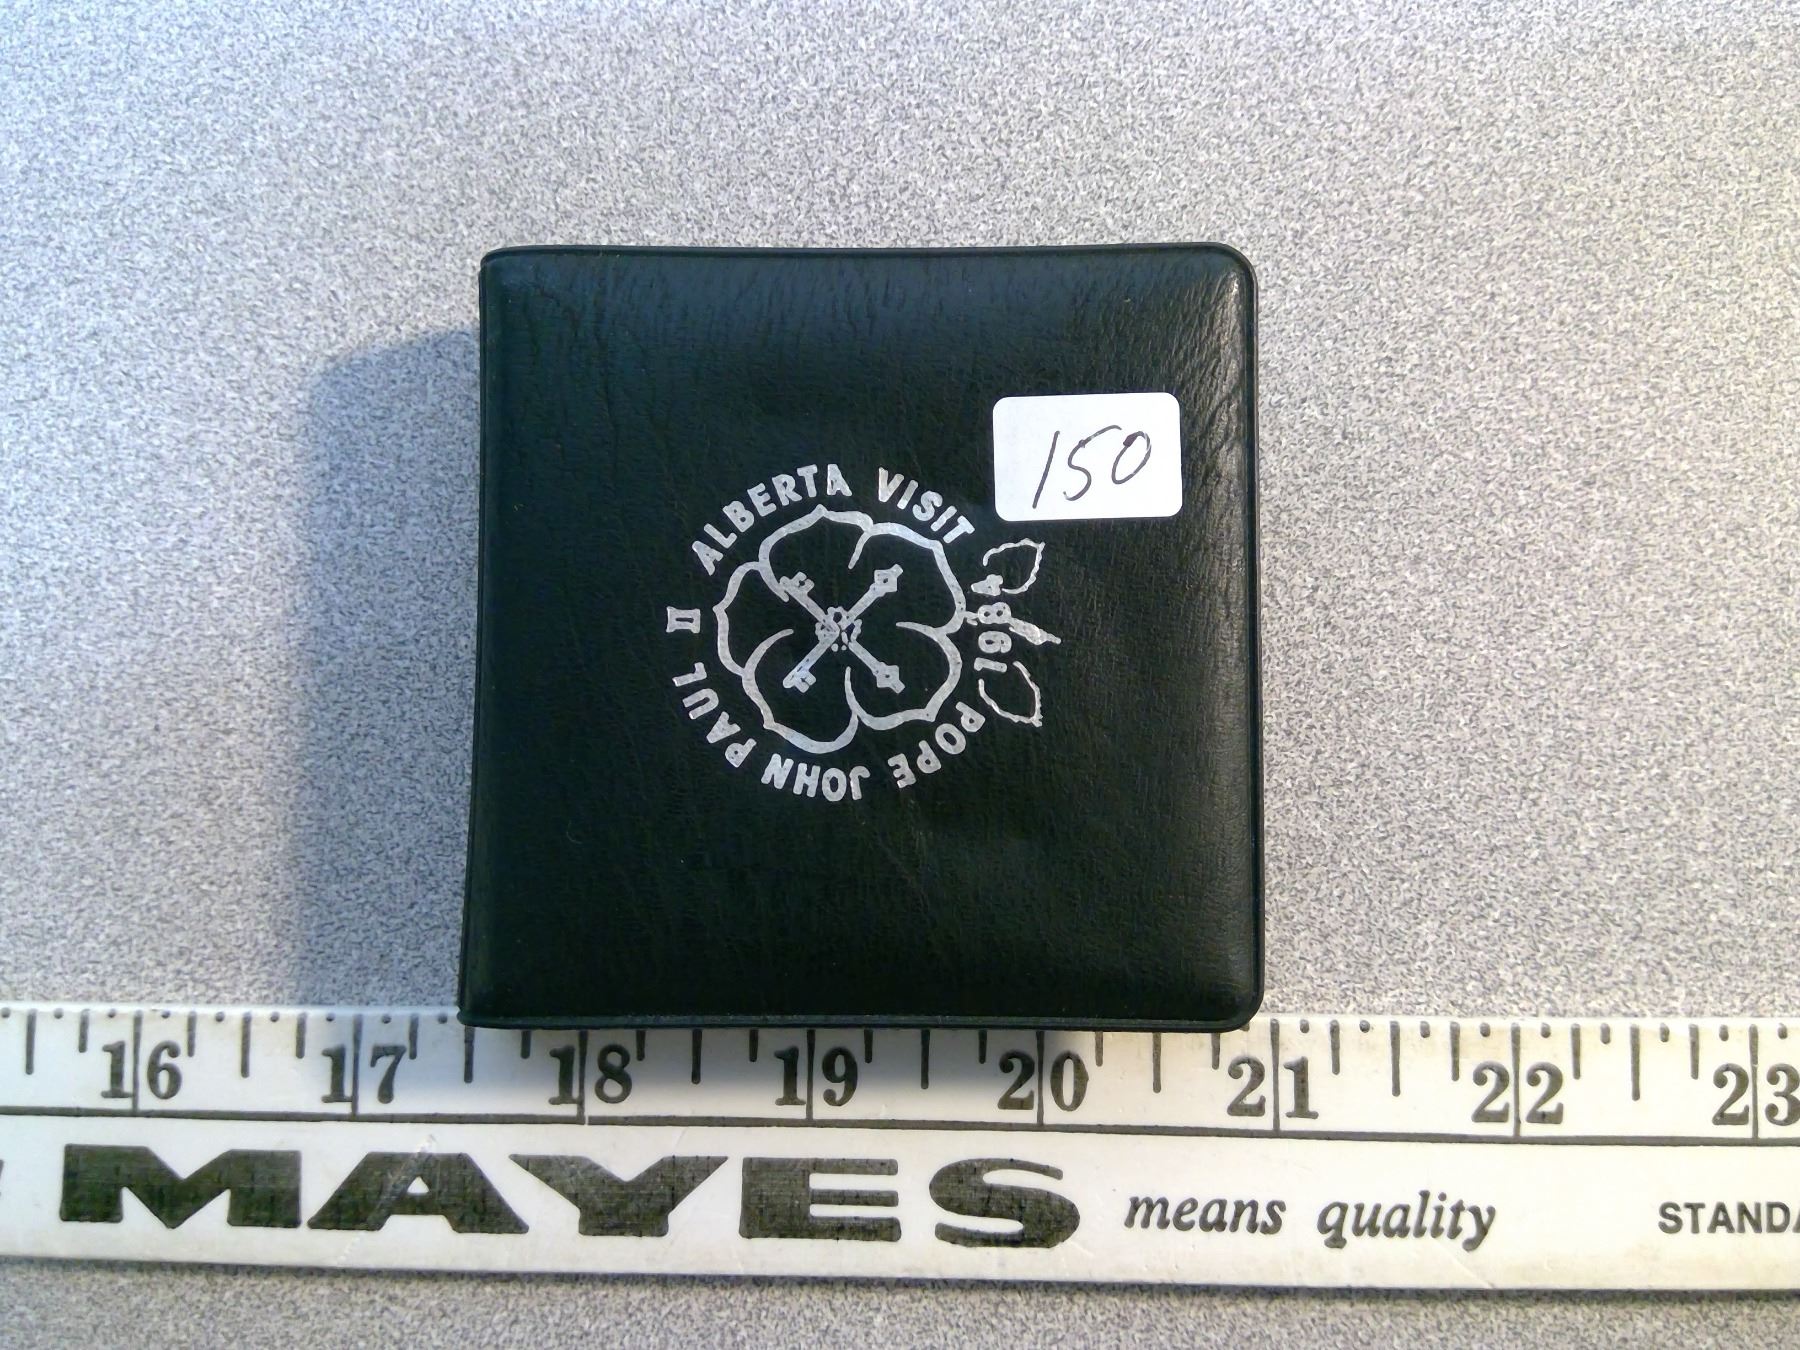 150
ALBERTA VISIT
1984
POPE JOHN PAUL II
16 17 18 19 20 21 22 23
MAYES means quality STANDA